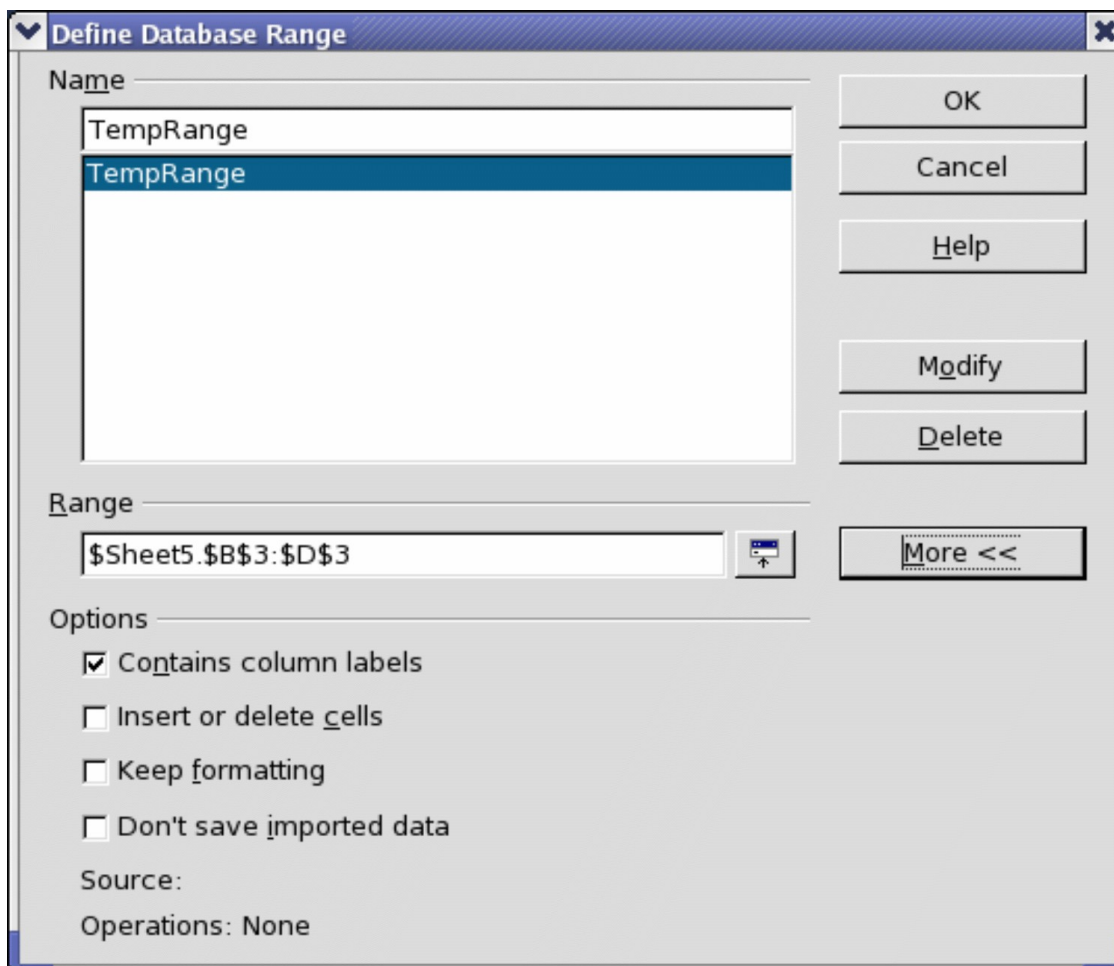 Define Database Range
Name
OK
TempRange
Cancel
TempRange
Help
Modify
Delete
Range
$Sheet5.$B$3:$D$3
More <<
Options
Contains column labels
Insert or delete cells
Keep formatting
Don't save imported data
Source:
Operations: None